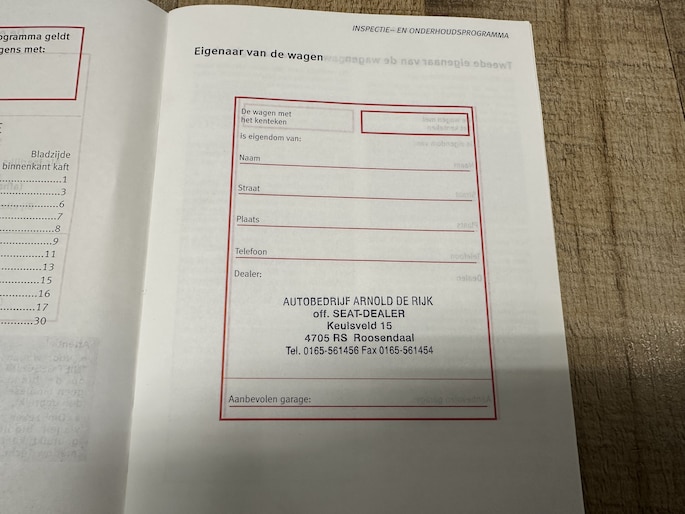 ogramma geldt
gens met:
E
Bladzijde
binnenkant kaft
..........1
..........3
..........6
..........7
..........8
..........9
..........11
..........13
..........15
..........16
..........17
..........30
INSPECTIE- EN ONDERHOUDSPROGRAMMA
Eigenaar van de wagen
De wagen met
het kenteken
Is eigendom van:
Naam
Straat
Plaats
Telefoon
Dealer:
AUTOBEDRIJF ARNOLD DE RIJK
off. SEAT-DEALER
Keulsveld 15
4705 RS Roosendaal
Tel. 0165-561456 Fax 0165-561454
Aanbevolen garage: